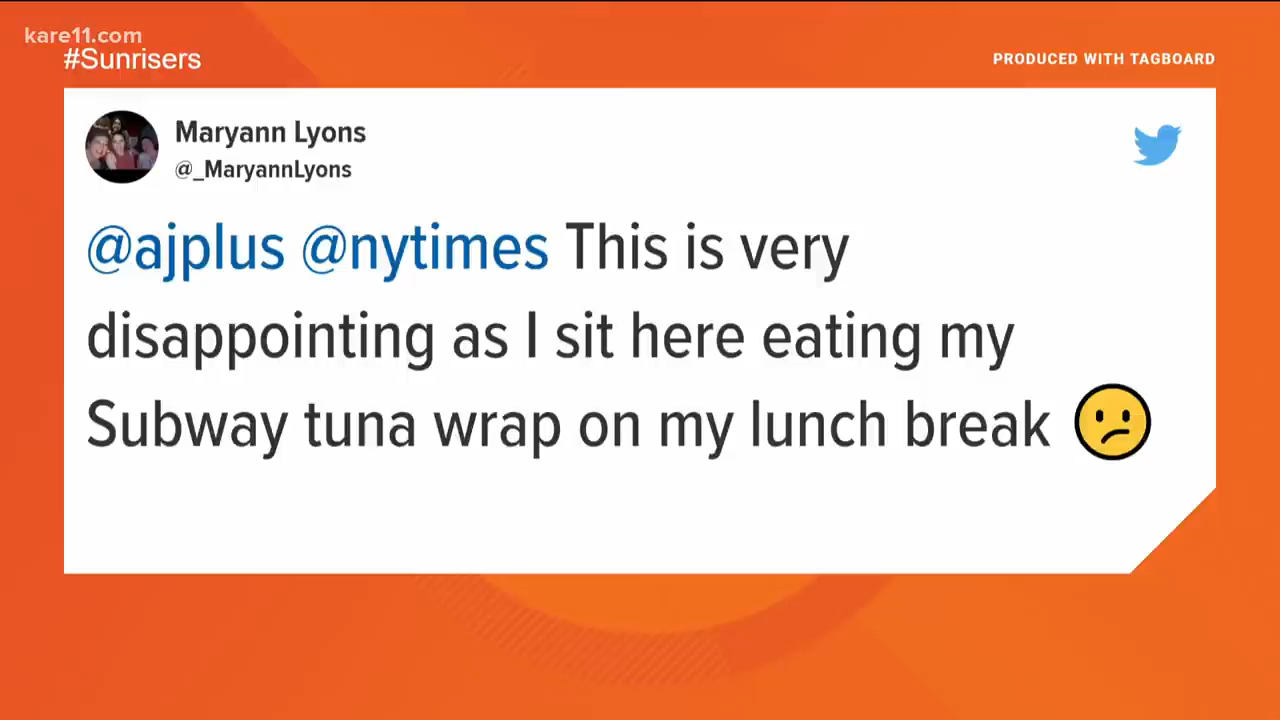 kare11.com
#Sunrisers
PRODUCED WITH TAGBOARD
Maryann Lyons
@_MaryannLyons
@ajplus @nytimes This is very
disappointing as I sit here eating my
Subway tuna wrap on my lunch break 😕